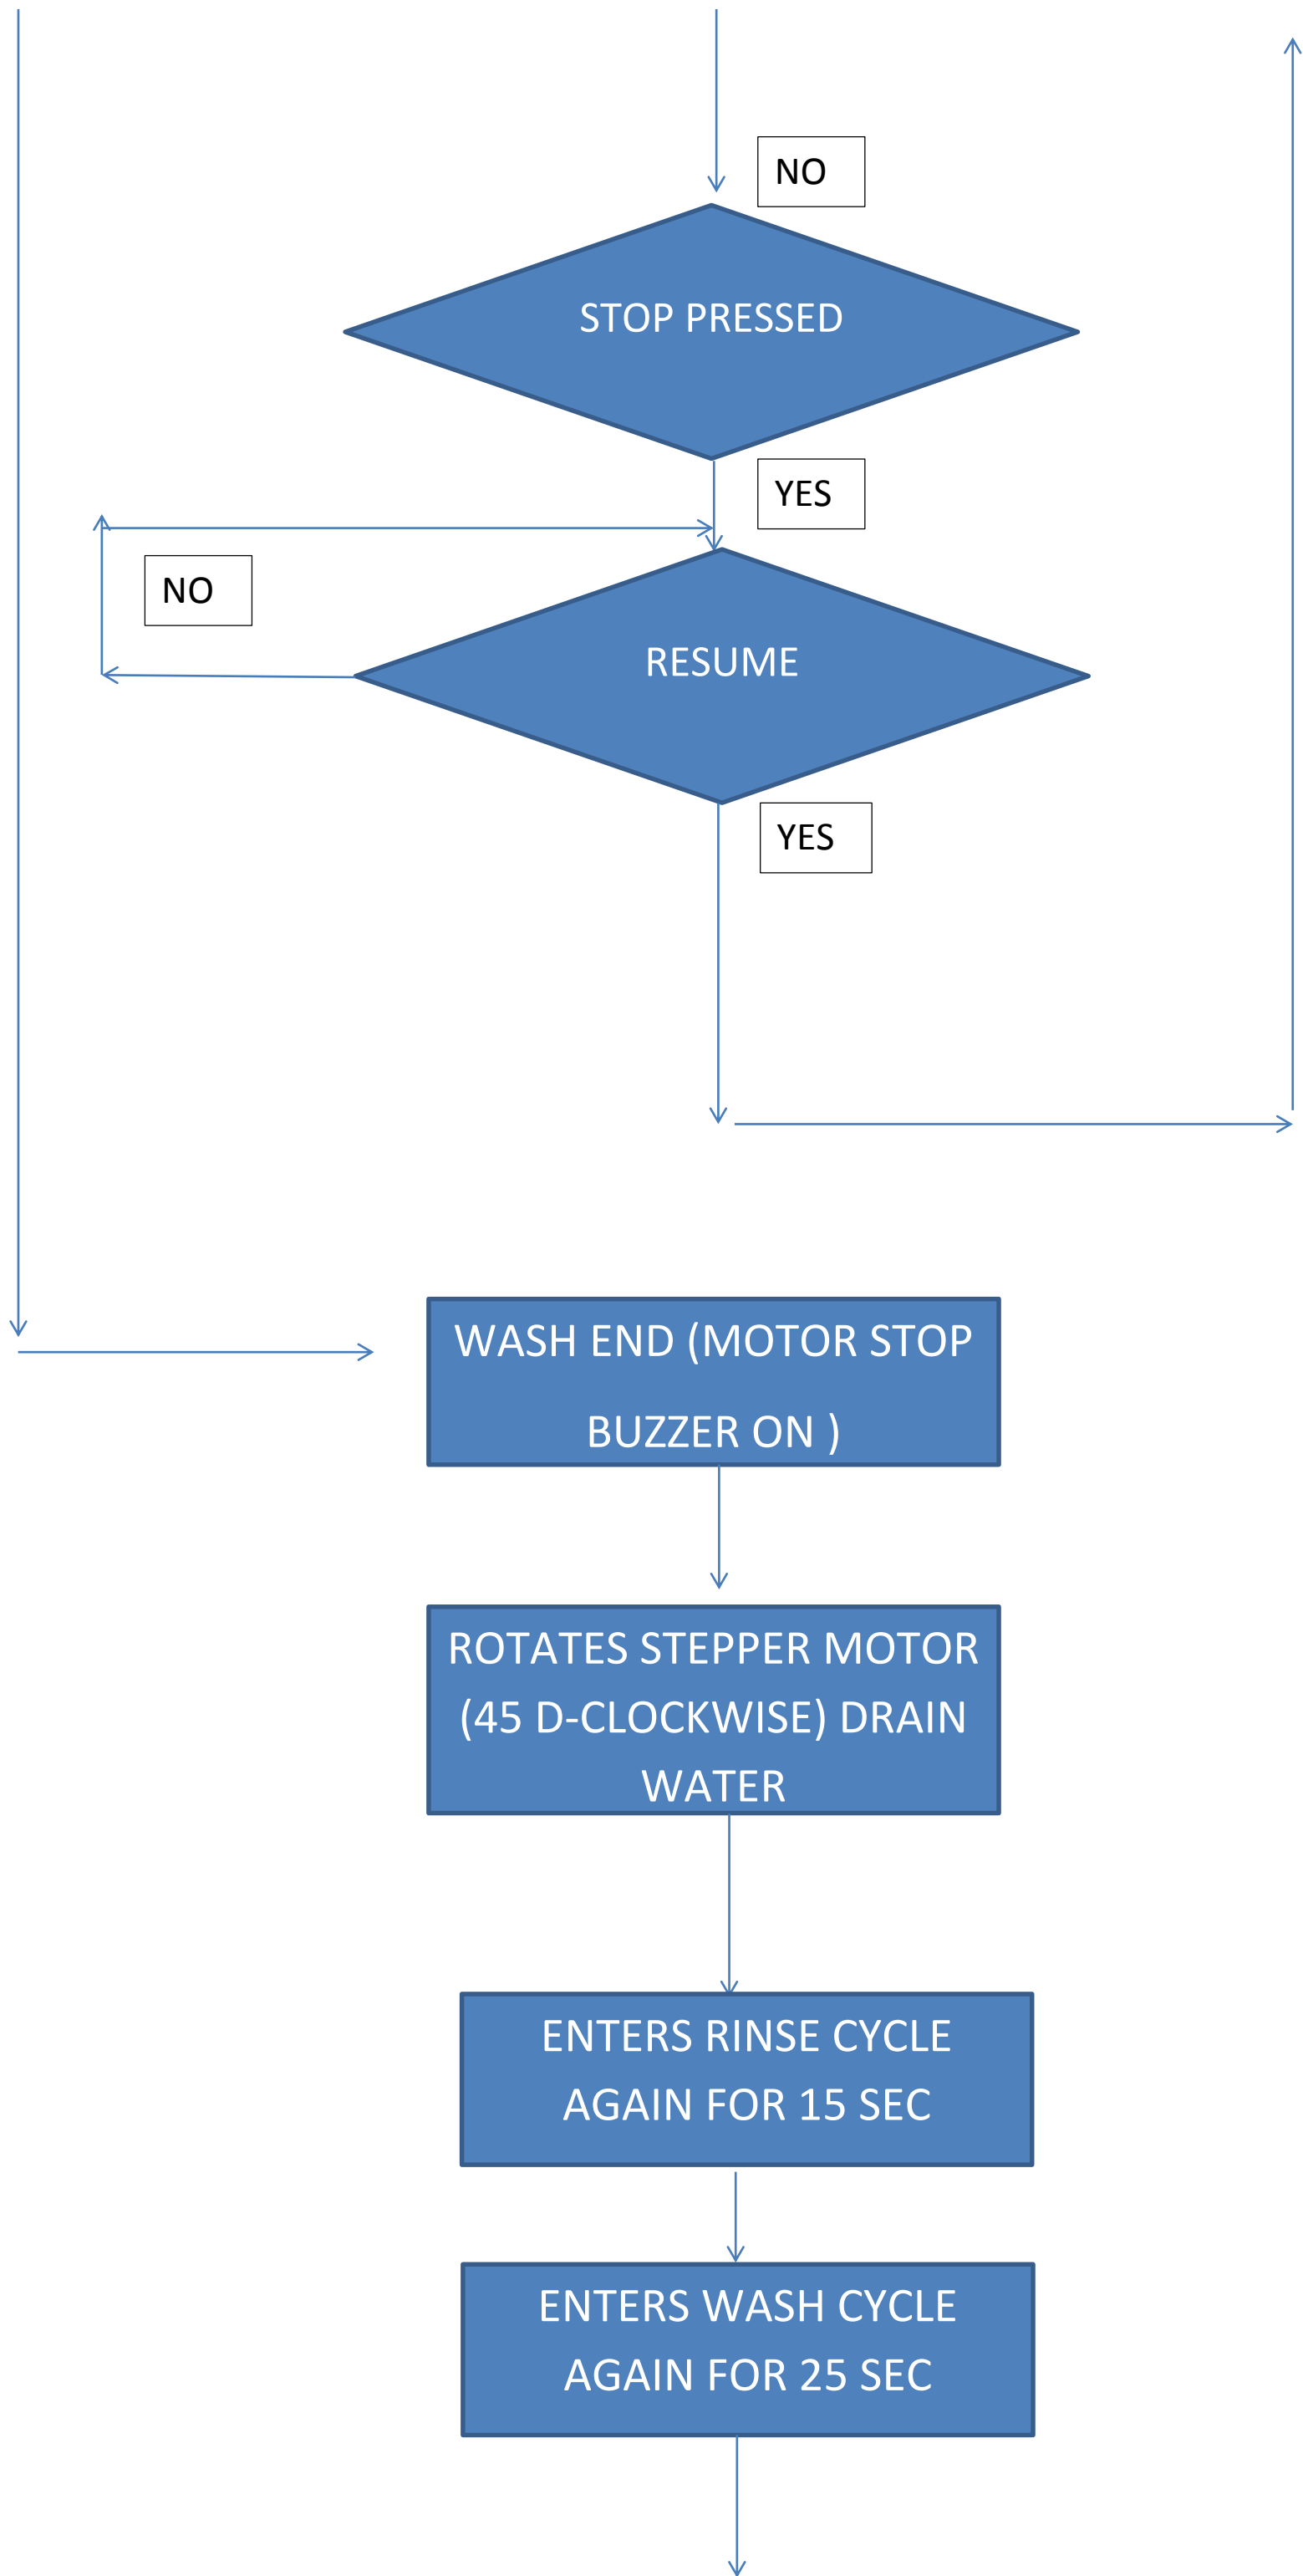 NO
STOP PRESSED
YES
NO
RESUME
YES
WASH END (MOTOR STOP
BUZZER ON )
ROTATES STEPPER MOTOR
(45 D-CLOCKWISE) DRAIN
WATER
ENTERS RINSE CYCLE
AGAIN FOR 15 SEC
ENTERS WASH CYCLE
AGAIN FOR 25 SEC